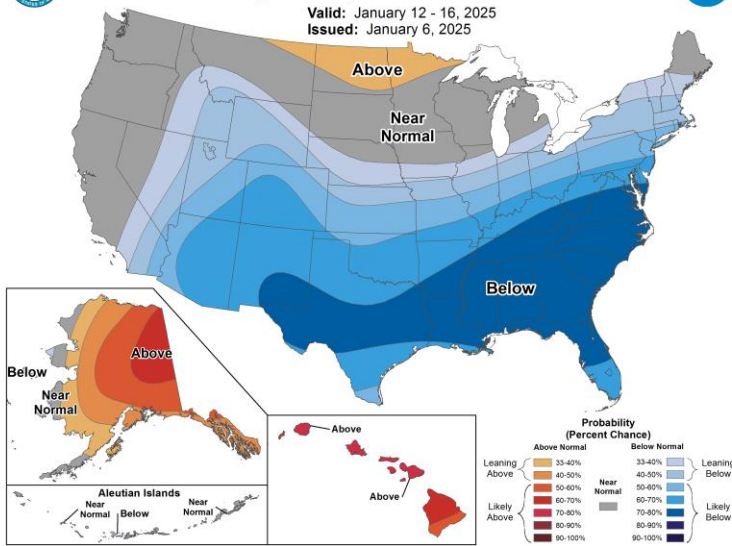 Valid: January 12 - 16, 2025
Issued: January 6, 2025
Above
Near
Normal
Below
Above
Below
Near
Normal
Aleutian Islands
Near
Normal
Below
Near
Normal
Above
Above
Probability
(Percent Chance)
Above Normal
Below Normal
Leaning
Above
33-40%
40-50%
Likely
Above
50-60%
60-70%
70-80%
80-90%
90-100%
Near
Normal
33-40%
40-50%
Leaning
Below
50-60%
60-70%
70-80%
80-90%
90-100%
Likely
Below